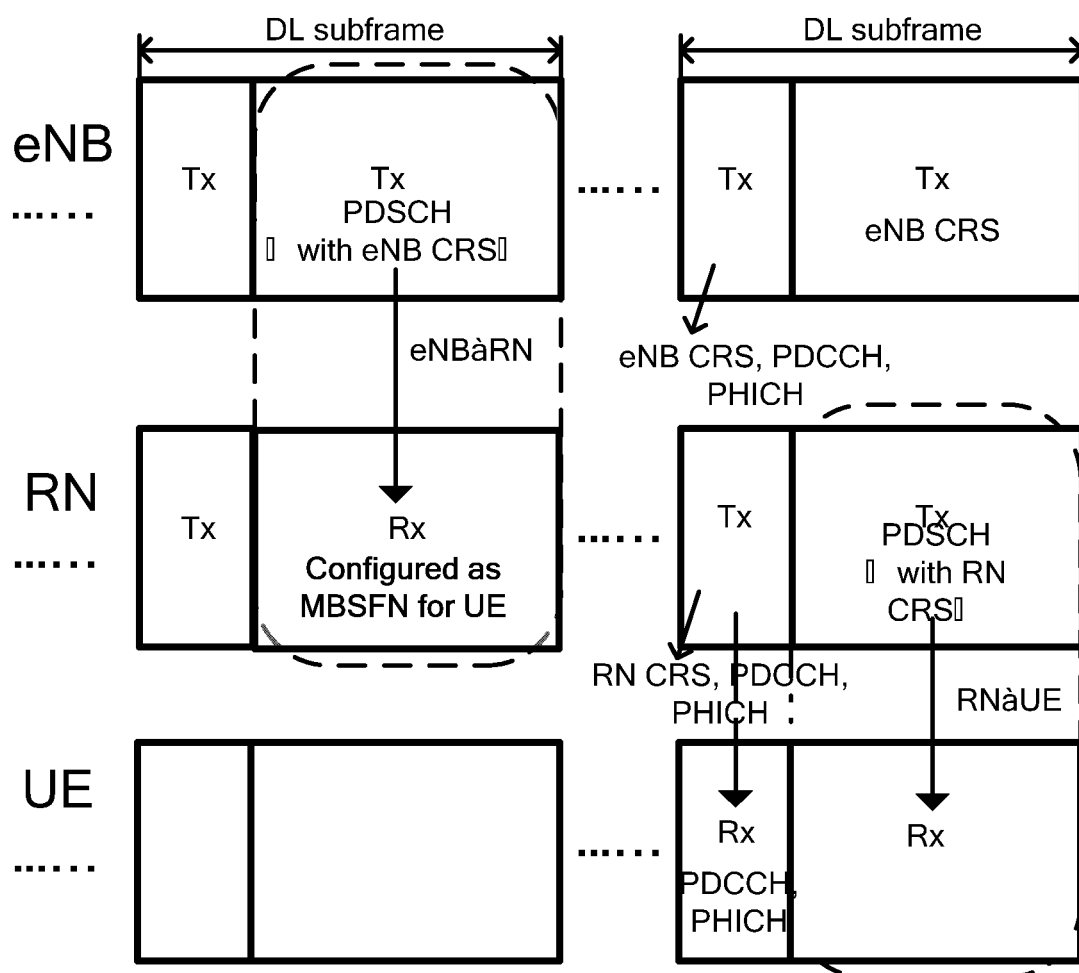 DL subframe
DL subframe
eNB
……
Tx
Tx
PDSCH
▯ with eNB CRS▯
……
Tx
Tx
eNB CRS
eNBàRN
eNB CRS, PDCCH,
PHICH
RN
……
Tx
Rx
Configured as
MBSFN for UE
……
Tx
Tx
PDSCH
▯ with RN
CRS▯
RN CRS, PDCCH,
PHICH
RNàUE
UE
……
……
Rx
PDCCH,
PHICH
Rx